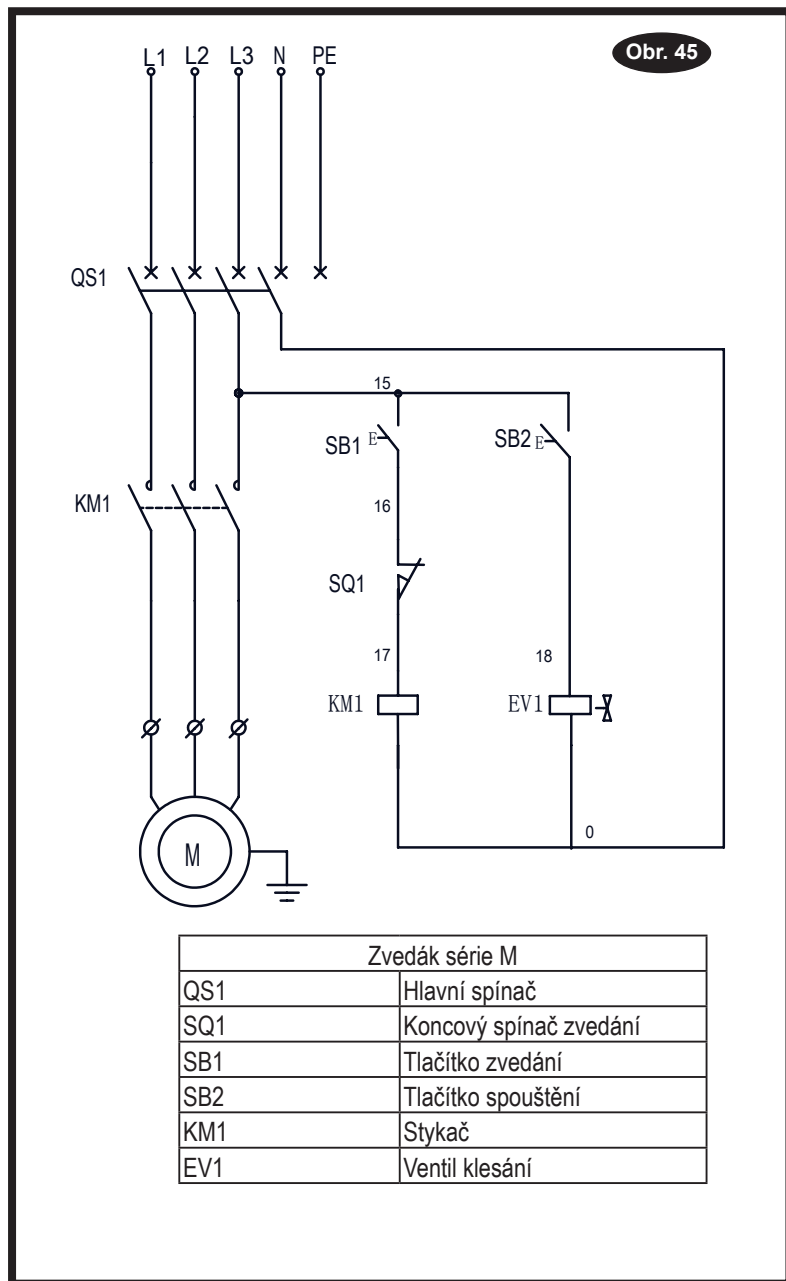 L1 L2 L3 N PE
Obr. 45
QS1
15
SB1 E
SB2 E
16
KM1
SQ1
17
18
KM1
EV1
0
M
Zvedák série M
QS1 Hlavní spínač
SQ1 Koncový spínač zvedání
SB1 Tlačítko zvedání
SB2 Tlačítko spouštění
KM1 Stykač
EV1 Ventil klesání